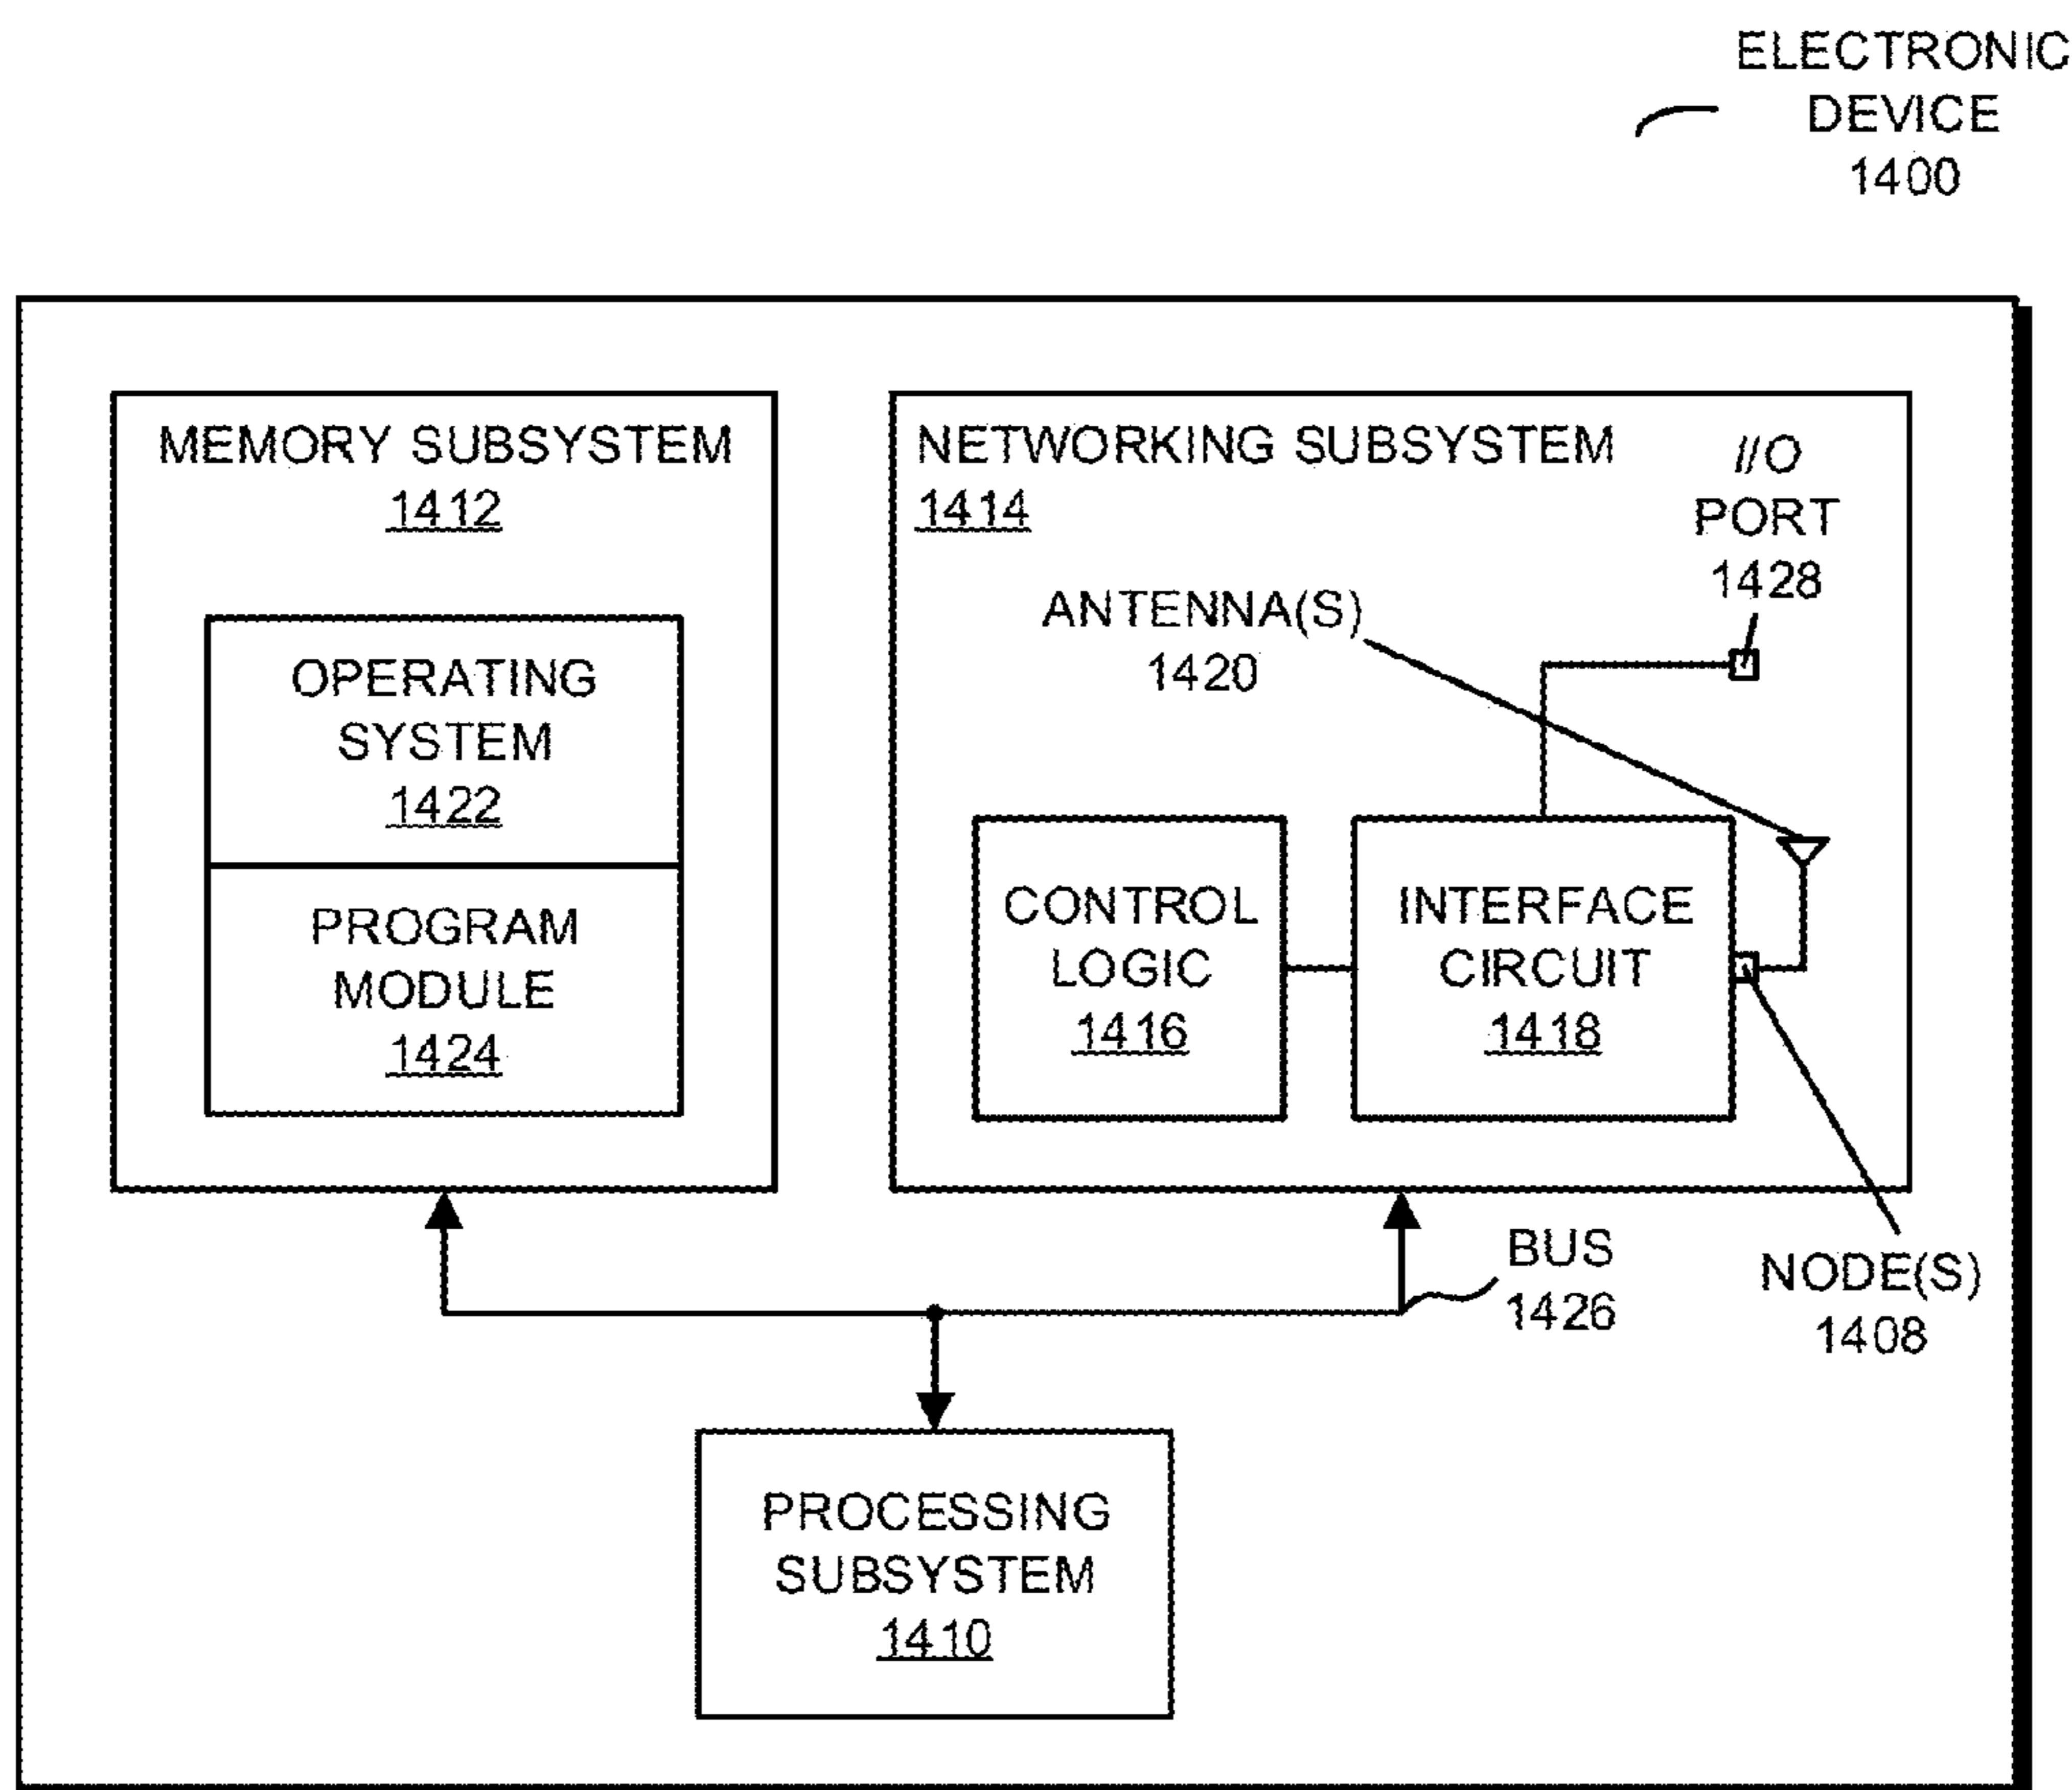 ELECTRONIC
DEVICE
1400
MEMORY SUBSYSTEM
1412
OPERATING
SYSTEM
1422
PROGRAM
MODULE
1424
NETWORKING SUBSYSTEM
1414
I/O
PORT
1428
ANTENNA(S)
1420
CONTROL
LOGIC
1416
INTERFACE
CIRCUIT
1418
BUS
1426
NODE(S)
1408
PROCESSING
SUBSYSTEM
1410